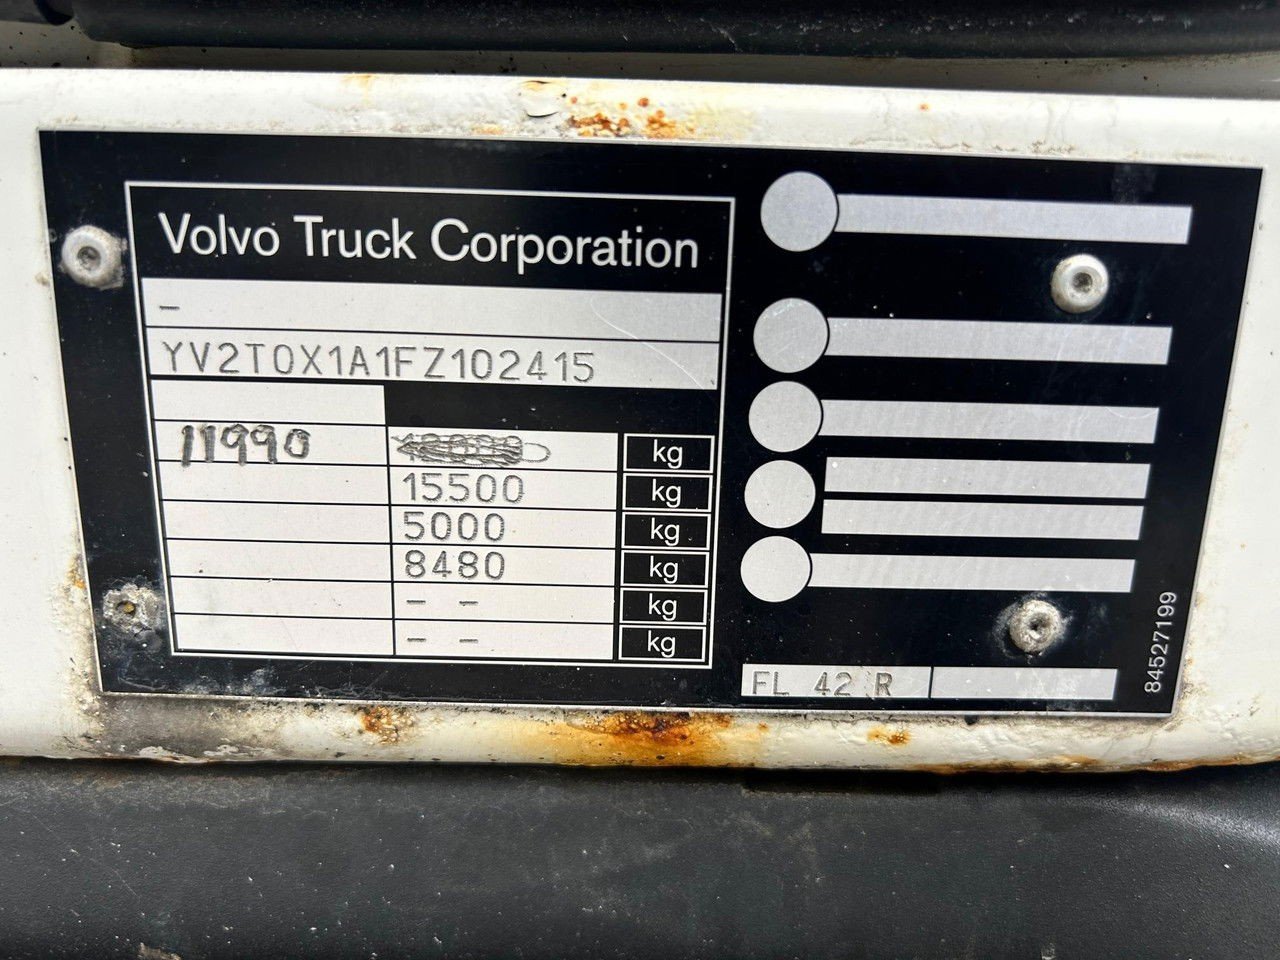 Volvo Truck Corporation
-
YV2T0X1A1FZ102415
11990 kg
15500 kg
5000 kg
8480 kg
- - kg
- - kg
FL 42 R
84527199